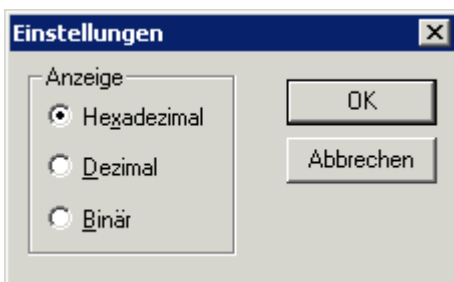 Einstellungen
Anzeige
Hexadezimal
Dezimal
Binär
OK
Abbrechen